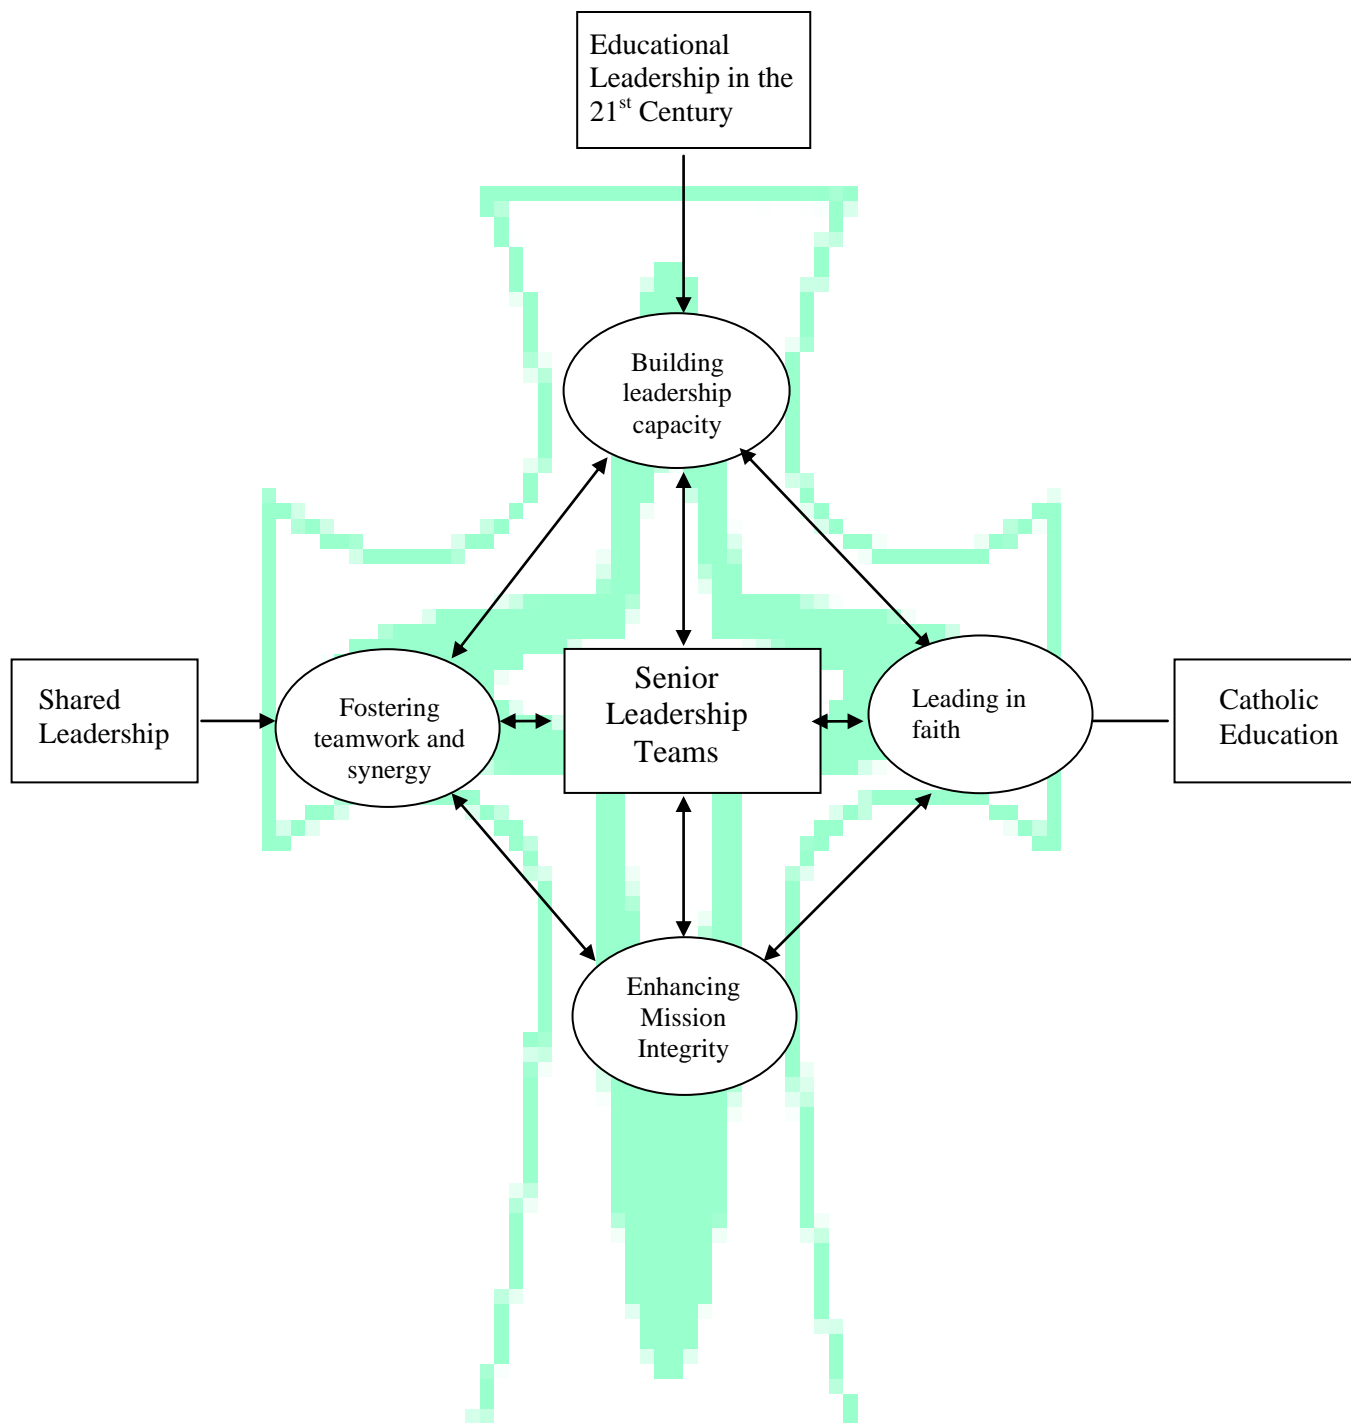 Educational
Leadership in the
21st Century
Building
leadership
capacity
Shared
Leadership
Fostering
teamwork and
synergy
Senior
Leadership
Teams
Leading in
faith
Catholic
Education
Enhancing
Mission
Integrity